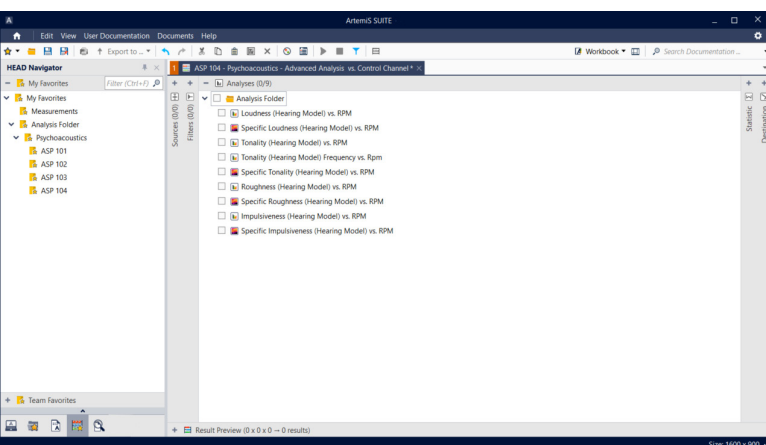 A
ArtemiS SUITE
Edit View User Documentation Documents Help
Export to ...
Workbook
Search Documentation ...
HEAD Navigator
1 ASP 104 - Psychoacoustics - Advanced Analysis vs. Control Channel*
My Favorites
Filter (Ctrl+F)
Analyses (0/9)
My Favorites
Measurements
Analysis Folder
Psychoacoustics
ASP 101
ASP 102
ASP 103
ASP 104
Sources (0/0)
Filters (0/0)
Analysis Folder
Loudness (Hearing Model) vs. RPM
Specific Loudness (Hearing Model) vs. RPM
Tonality (Hearing Model) vs. RPM
Tonality (Hearing Model) Frequency vs. Rpm
Specific Tonality (Hearing Model) vs. RPM
Roughness (Hearing Model) vs. RPM
Specific Roughness (Hearing Model) vs. RPM
Impulsiveness (Hearing Model) vs. RPM
Specific Impulsiveness (Hearing Model) vs. RPM
Statistic
Destination
Team Favorites
Result Preview (0 x 0 x 0 → 0 results)
Size: 1600 x 900